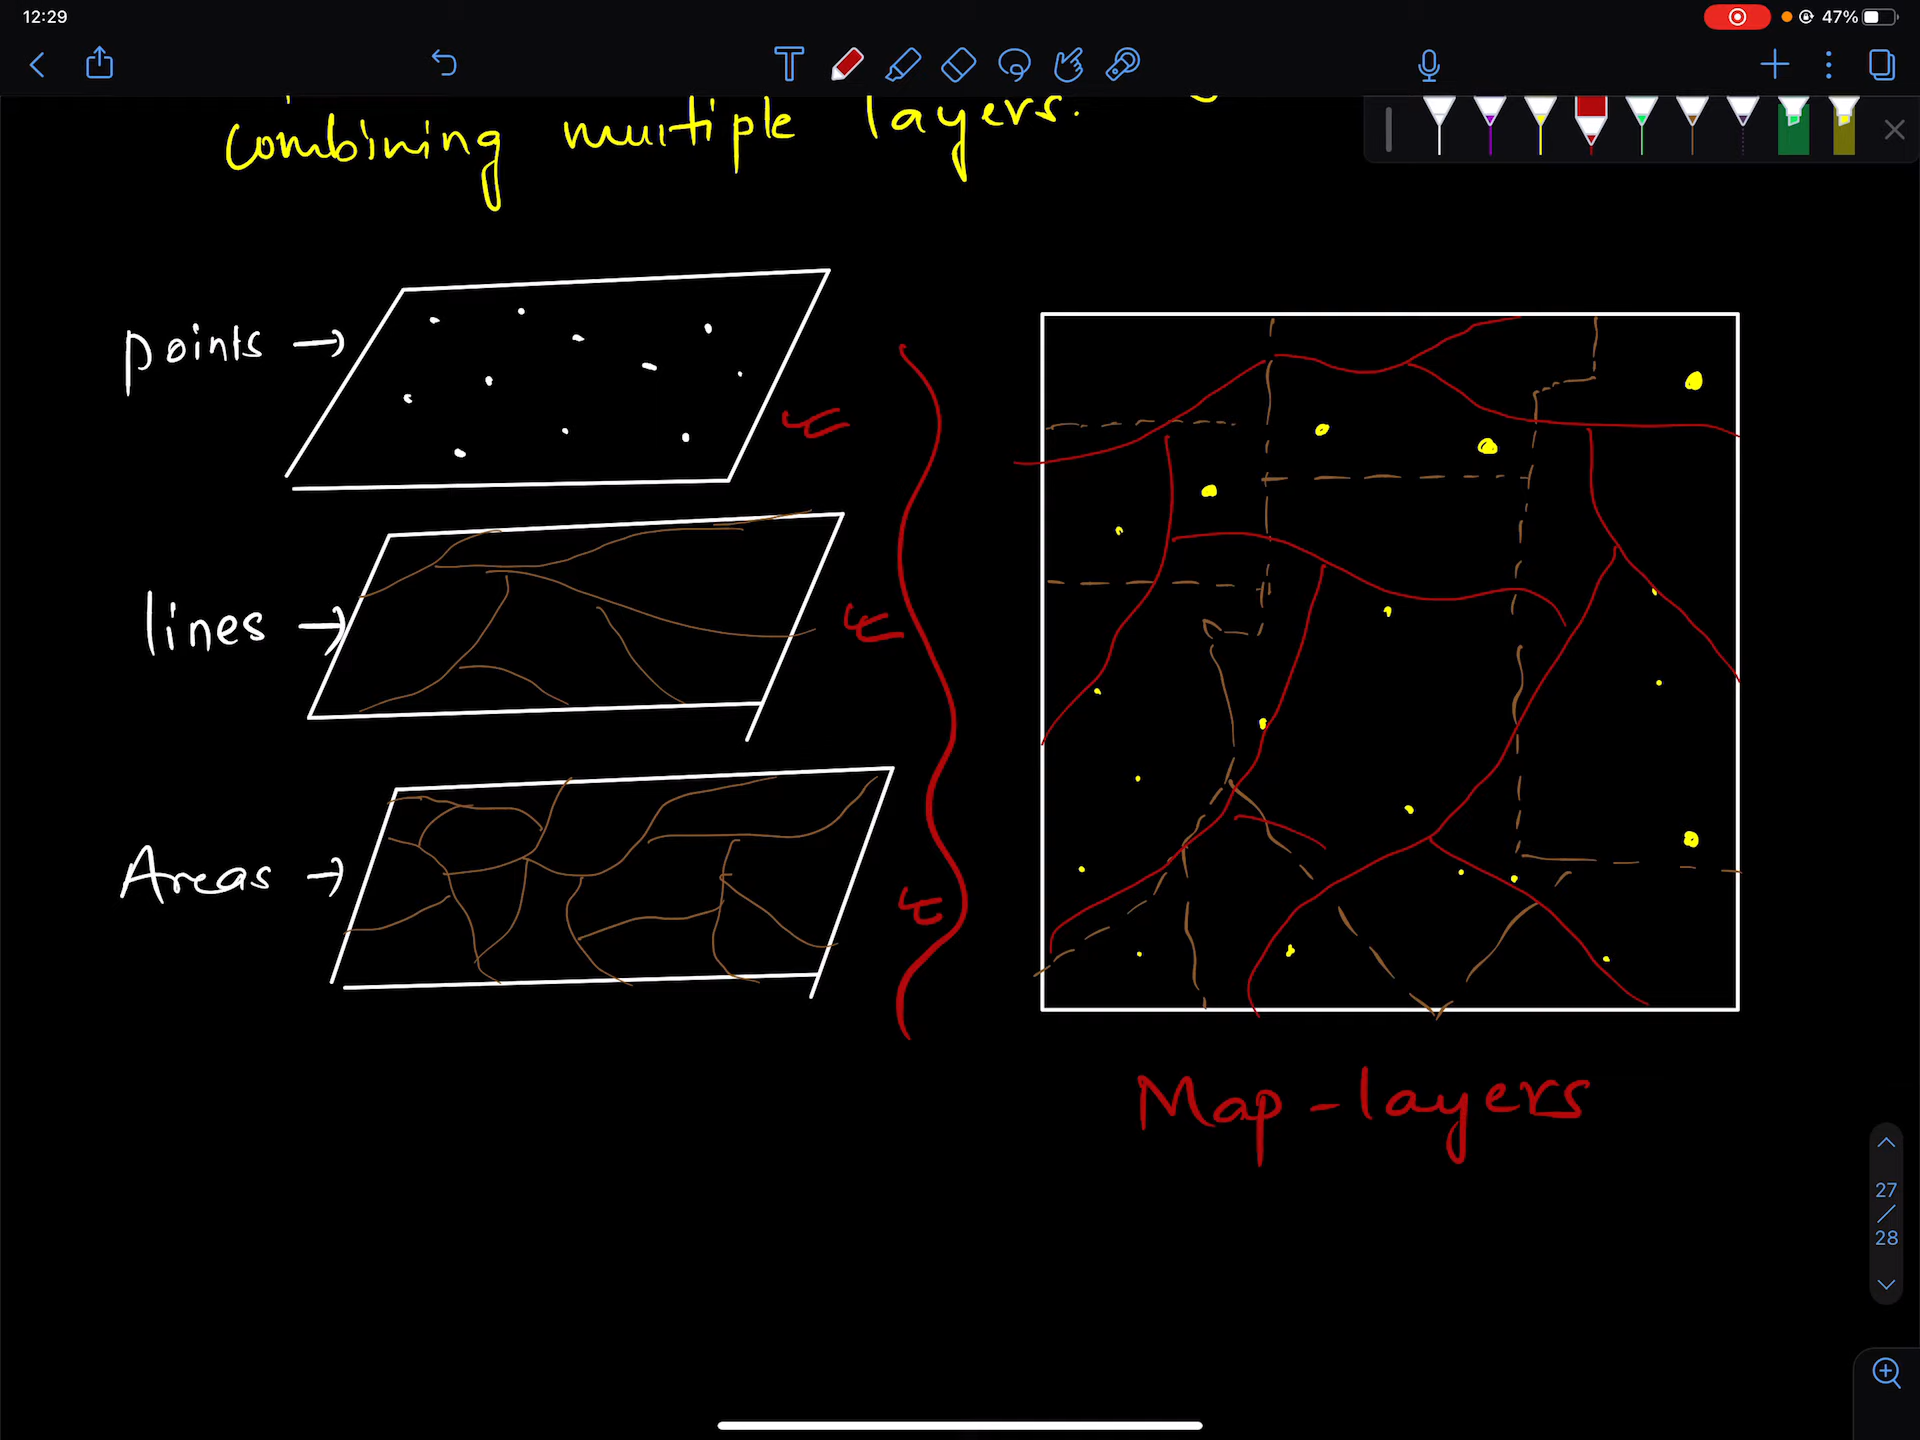 12:29
47%
combining multiple layers.
points →
lines →
Areas →
Map-layers
27
/
28